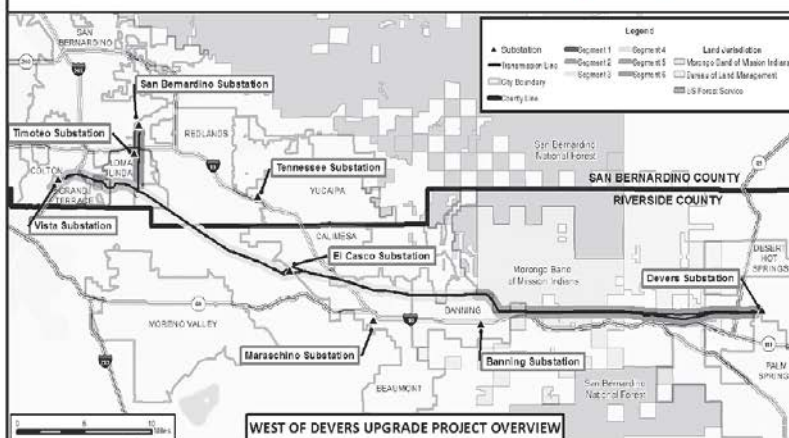 SAN
BERNARDINO
San Bernardino Substation
Timoteo Substation
REDLANDS
COLTON
LOMA
LINDA
GRAND
TERRACE
Vista Substation
Tennessee Substation
YUCAIPA
CALIMESA
El Casco Substation
MORENO VALLEY
Maraschino Substation
BEAUMONT
BANNING
Banning Substation
Morongo Band
of Mission Indians
San Bernardino
National Forest
SAN BERNARDINO COUNTY
RIVERSIDE COUNTY
DESERT
HOT
SPRINGS
Devers Substation
PALM
SPRINGS
San Bernardino
National Forest
Legend
Substation
Transmission Line
City Boundary
County Line
Segment 1
Segment 2
Segment 3
Segment 4
Segment 5
Segment 6
Land Jurisdiction
Morongo Band of Mission Indians
Bureau of Land Management
US Forest Service
10
Miles
WEST OF DEVERS UPGRADE PROJECT OVERVIEW